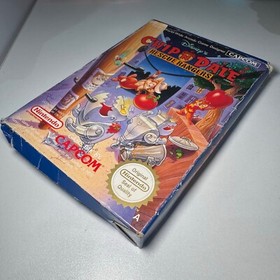 CAPCOM
Disney's
CHIP 'N DALE
RESCUE RANGERS
Nintendo
CAPCOM
Original
Nintendo
Seal of
Quality
A